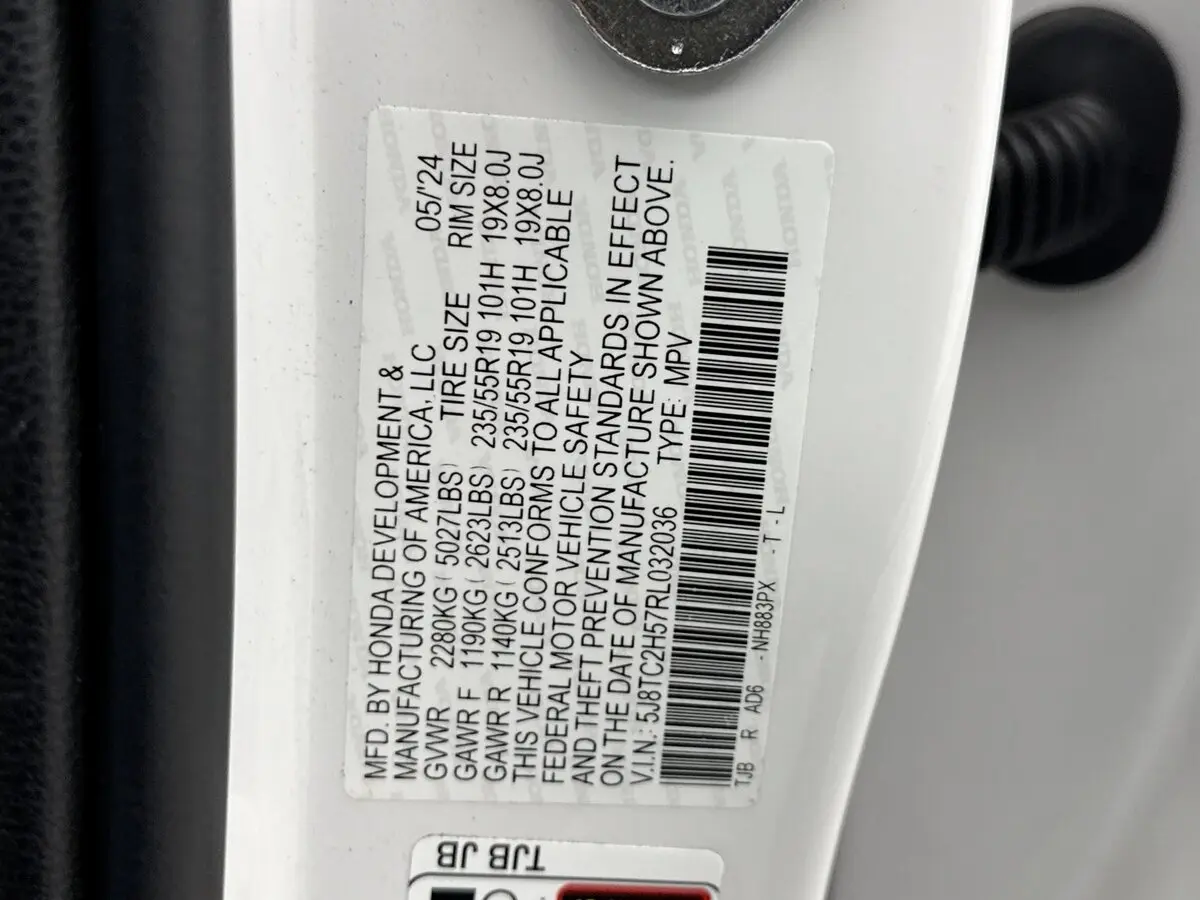 MFD. BY HONDA DEVELOPMENT &
MANUFACTURING OF AMERICA, LLC 05/'24
GVWR 2280KG ( 5027LBS) TIRE SIZE RIM SIZE
GAWR F 1190KG ( 2623LBS) 235/55R19 101H 19X8.0J
GAWR R 1140KG ( 2513LBS) 235/55R19 101H 19X8.0J
THIS VEHICLE CONFORMS TO ALL APPLICABLE
FEDERAL MOTOR VEHICLE SAFETY
AND THEFT PREVENTION STANDARDS IN EFFECT
ON THE DATE OF MANUFACTURE SHOWN ABOVE.
V.I.N.: 5J8TC2H57RL032036 TYPE: MPV
TJB R AD6 - NH883PX - T - L
TJB JB